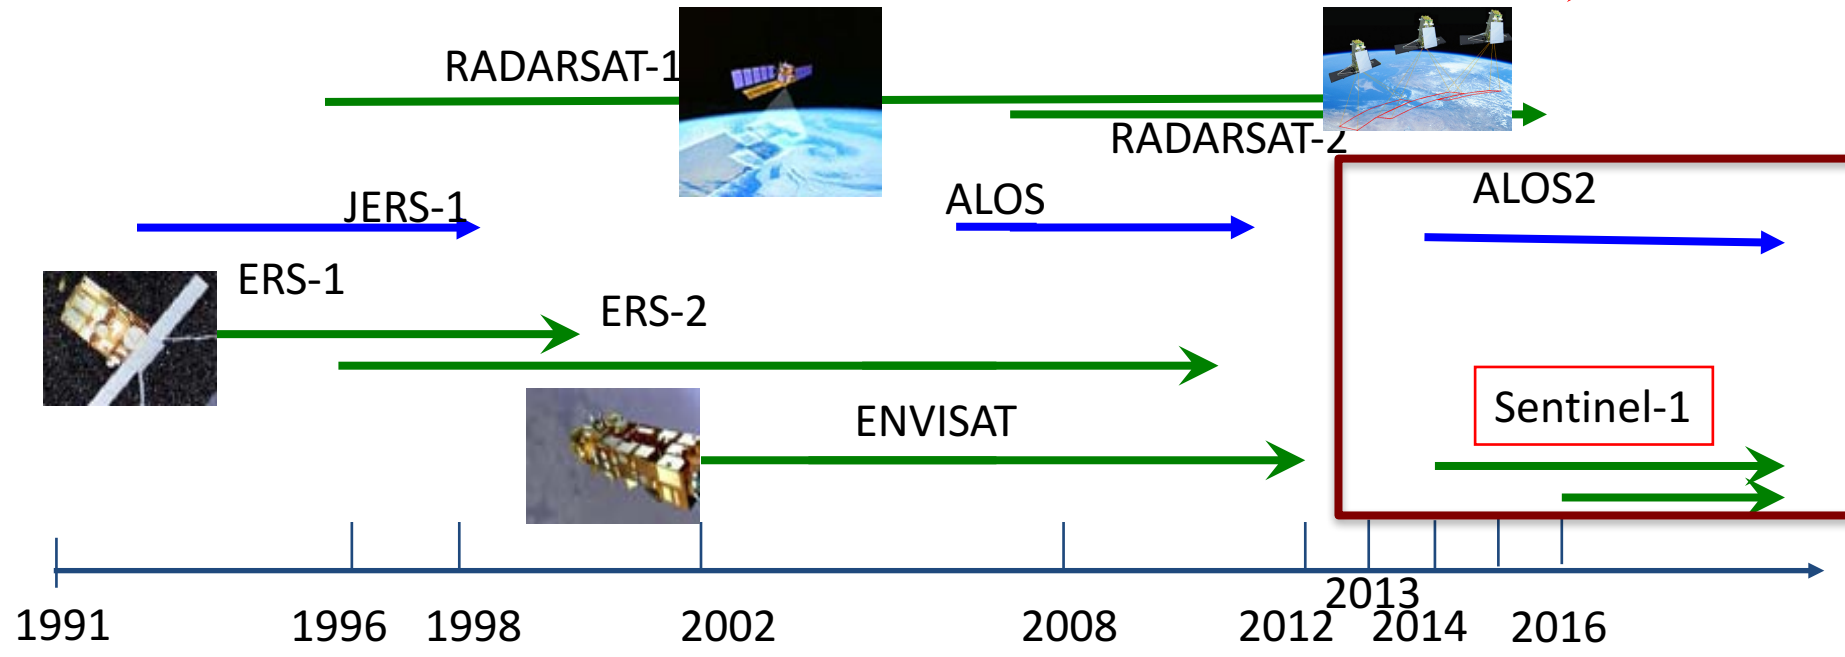 RADARSAT-1
RADARSAT-2
JERS-1
ALOS
ALOS2
ERS-1
ERS-2
ENVISAT
Sentinel-1
1991
1996
1998
2002
2008
2012
2013
2014
2016